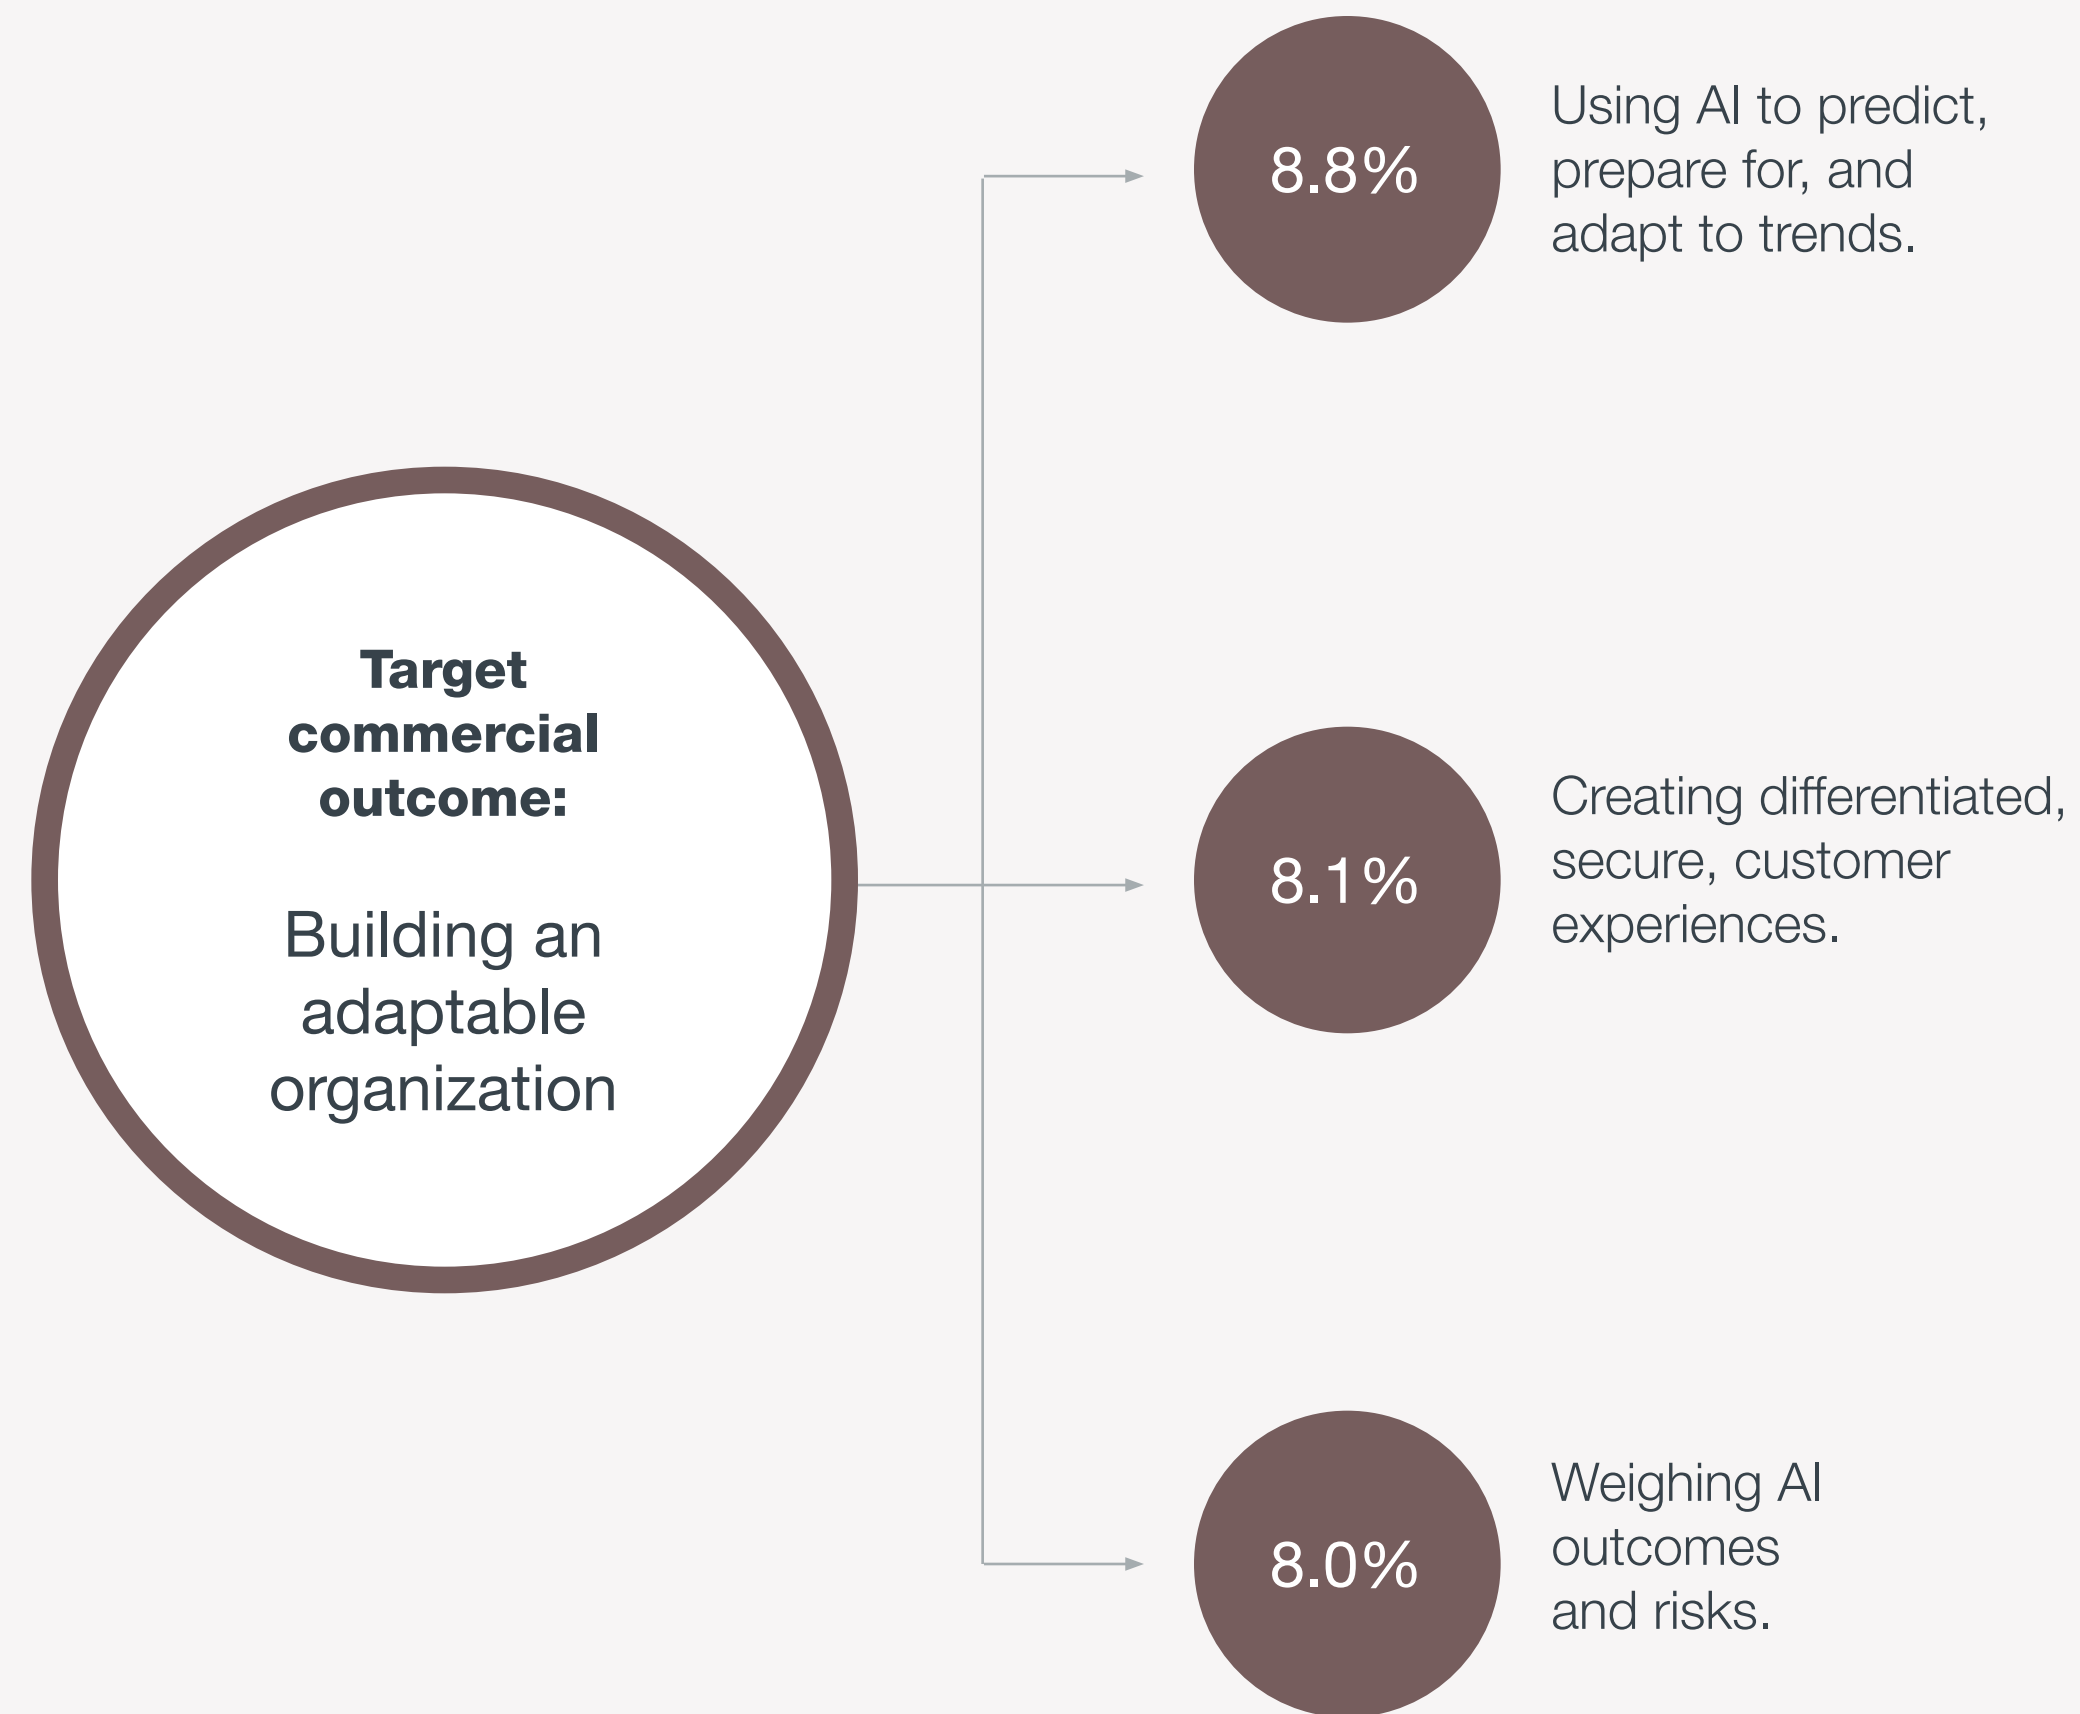 Target
commercial
outcome:
Building an
adaptable
organization
8.8%
Using AI to predict,
prepare for, and
adapt to trends.
8.1%
Creating differentiated,
secure, customer
experiences.
8.0%
Weighing AI
outcomes
and risks.